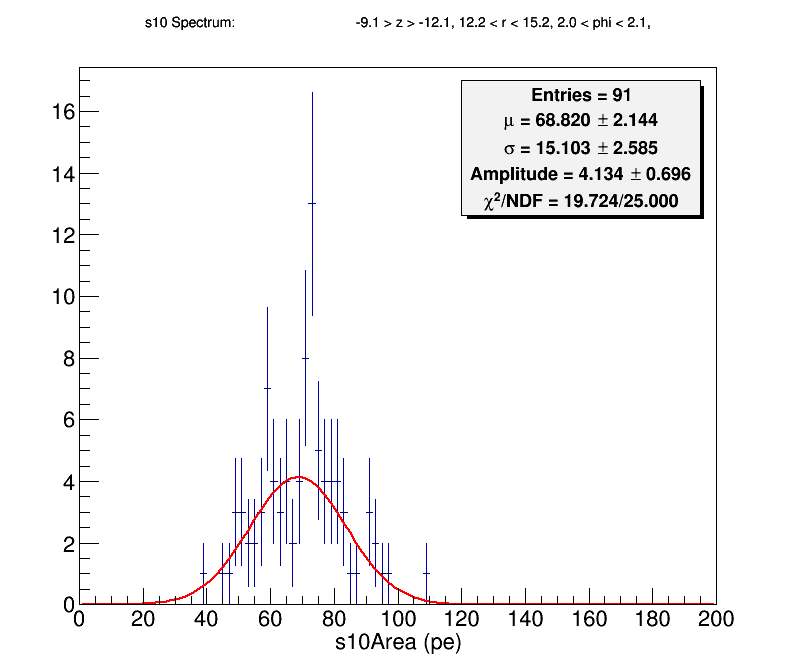 s10 Spectrum: -9.1 > z > -12.1, 12.2 < r < 15.2, 2.0 < phi < 2.1,
Entries = 91
μ = 68.820 ± 2.144
σ = 15.103 ± 2.585
Amplitude = 4.134 ± 0.696
χ²/NDF = 19.724/25.000
16
14
12
10
8
6
4
2
0
0 20 40 60 80 100 120 140 160 180 200
s10Area (pe)